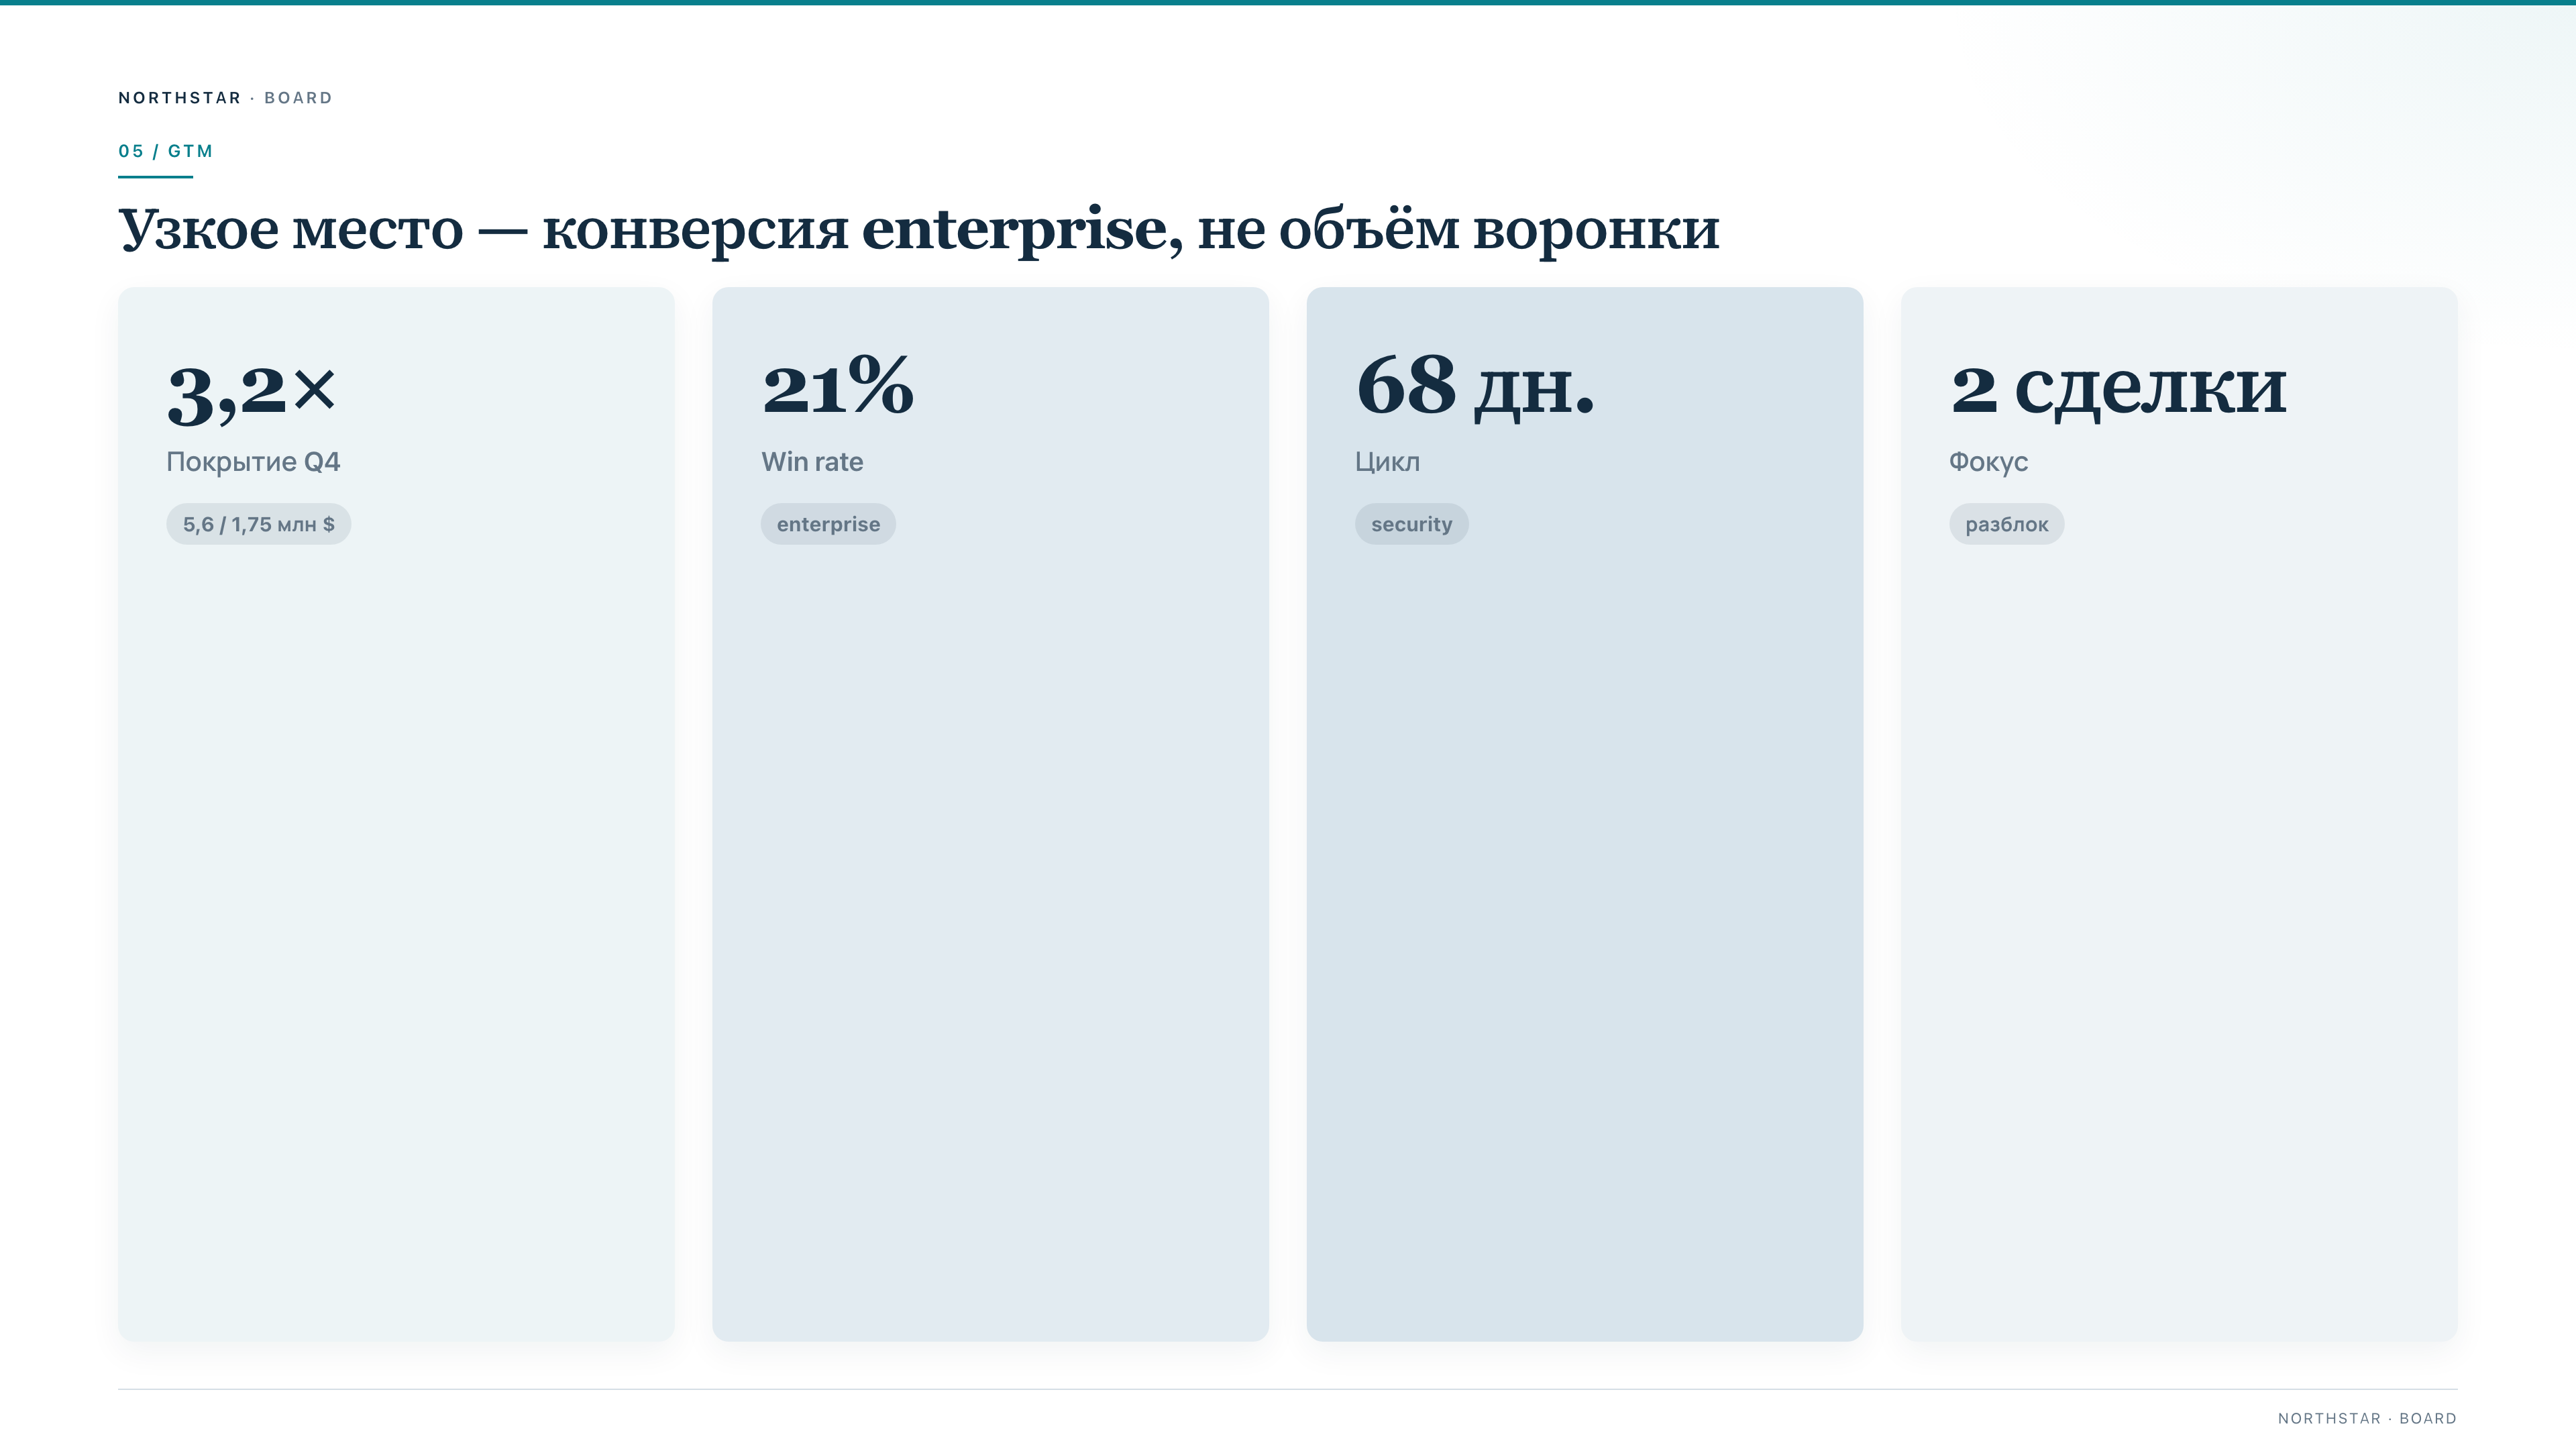 NORTHSTAR · BOARD
05 / GTM
Узкое место — конверсия enterprise, не объём воронки
3,2×
Покрытие Q4
5,6 / 1,75 млн $
21%
Win rate
enterprise
68 дн.
Цикл
security
2 сделки
Фокус
разблок
NORTHSTAR · BOARD